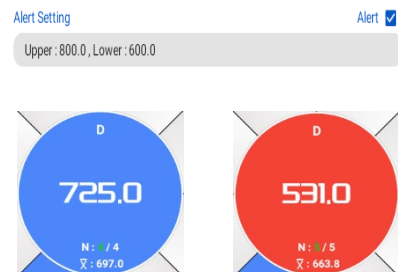 Alert Setting Alert
Upper : 800.0 , Lower : 600.0
D D
725.0 531.0
N : / 4 N : / 5
x̄ : 697.0 x̄ : 663.8